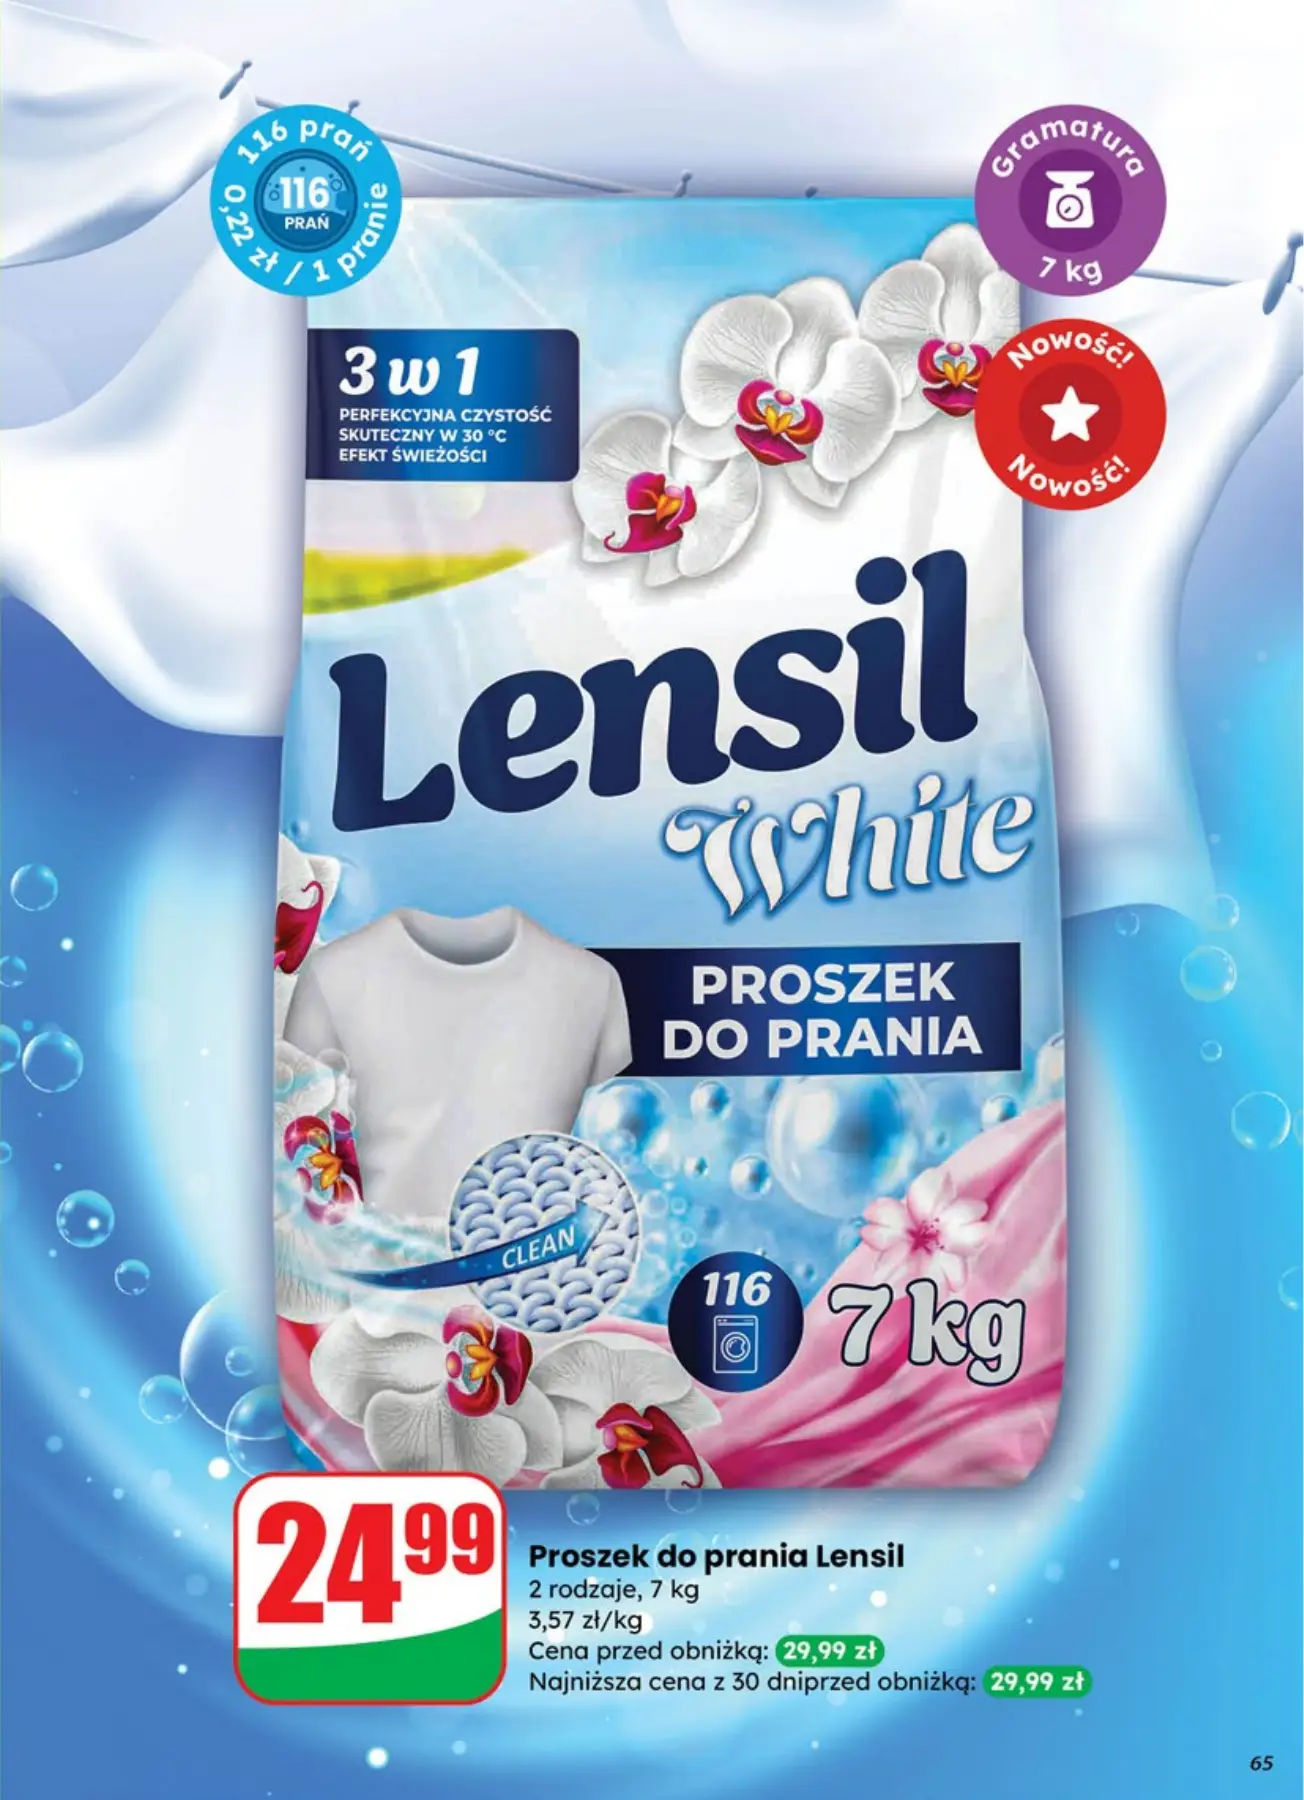 116 prań
116
PRAŃ
0,22 zł / 1 pranie
Gramatura
7 kg
Nowość!
Nowość!
3 w 1
PERFEKCYJNA CZYSTOŚĆ
SKUTECZNY W 30 °C
EFEKT ŚWIEŻOŚCI
Lensil
White
PROSZEK
DO PRANIA
CLEAN
116
7 kg
24 99
Proszek do prania Lensil
2 rodzaje, 7 kg
3,57 zł/kg
Cena przed obniżką: 29,99 zł
Najniższa cena z 30 dniprzed obniżką: 29,99 zł
65